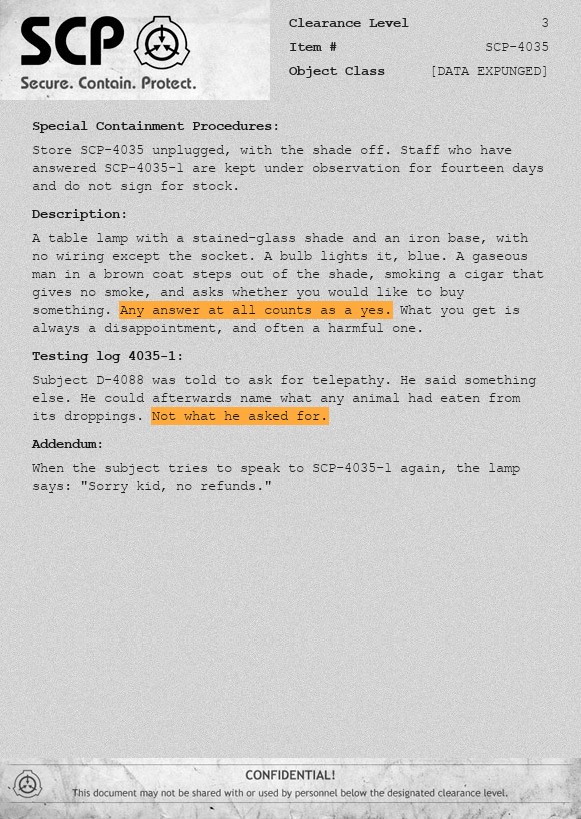 SCP
Secure. Contain. Protect.
Clearance Level 3
Item # SCP-4035
Object Class [DATA EXPUNGED]
Special Containment Procedures:
Store SCP-4035 unplugged, with the shade off. Staff who have
answered SCP-4035-1 are kept under observation for fourteen days
and do not sign for stock.
Description:
A table lamp with a stained-glass shade and an iron base, with
no wiring except the socket. A bulb lights it, blue. A gaseous
man in a brown coat steps out of the shade, smoking a cigar that
gives no smoke, and asks whether you would like to buy
something. Any answer at all counts as a yes. What you get is
always a disappointment, and often a harmful one.
Testing log 4035-1:
Subject D-4088 was told to ask for telepathy. He said something
else. He could afterwards name what any animal had eaten from
its droppings. Not what he asked for.
Addendum:
When the subject tries to speak to SCP-4035-1 again, the lamp
says: "Sorry kid, no refunds."
CONFIDENTIAL!
This document may not be shared with or used by personnel below the designated clearance level.